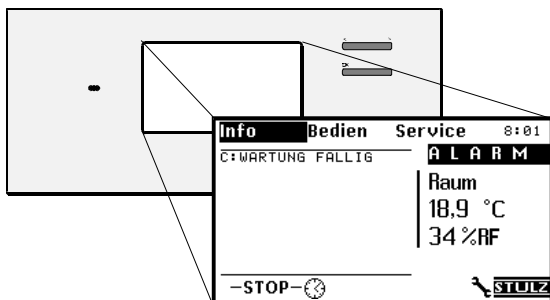 Info Bedien Service 8:01
C:WARTUNG FALLIG
ALARM
Raum
18,9 °C
34%RF
-STOP-
STULZ